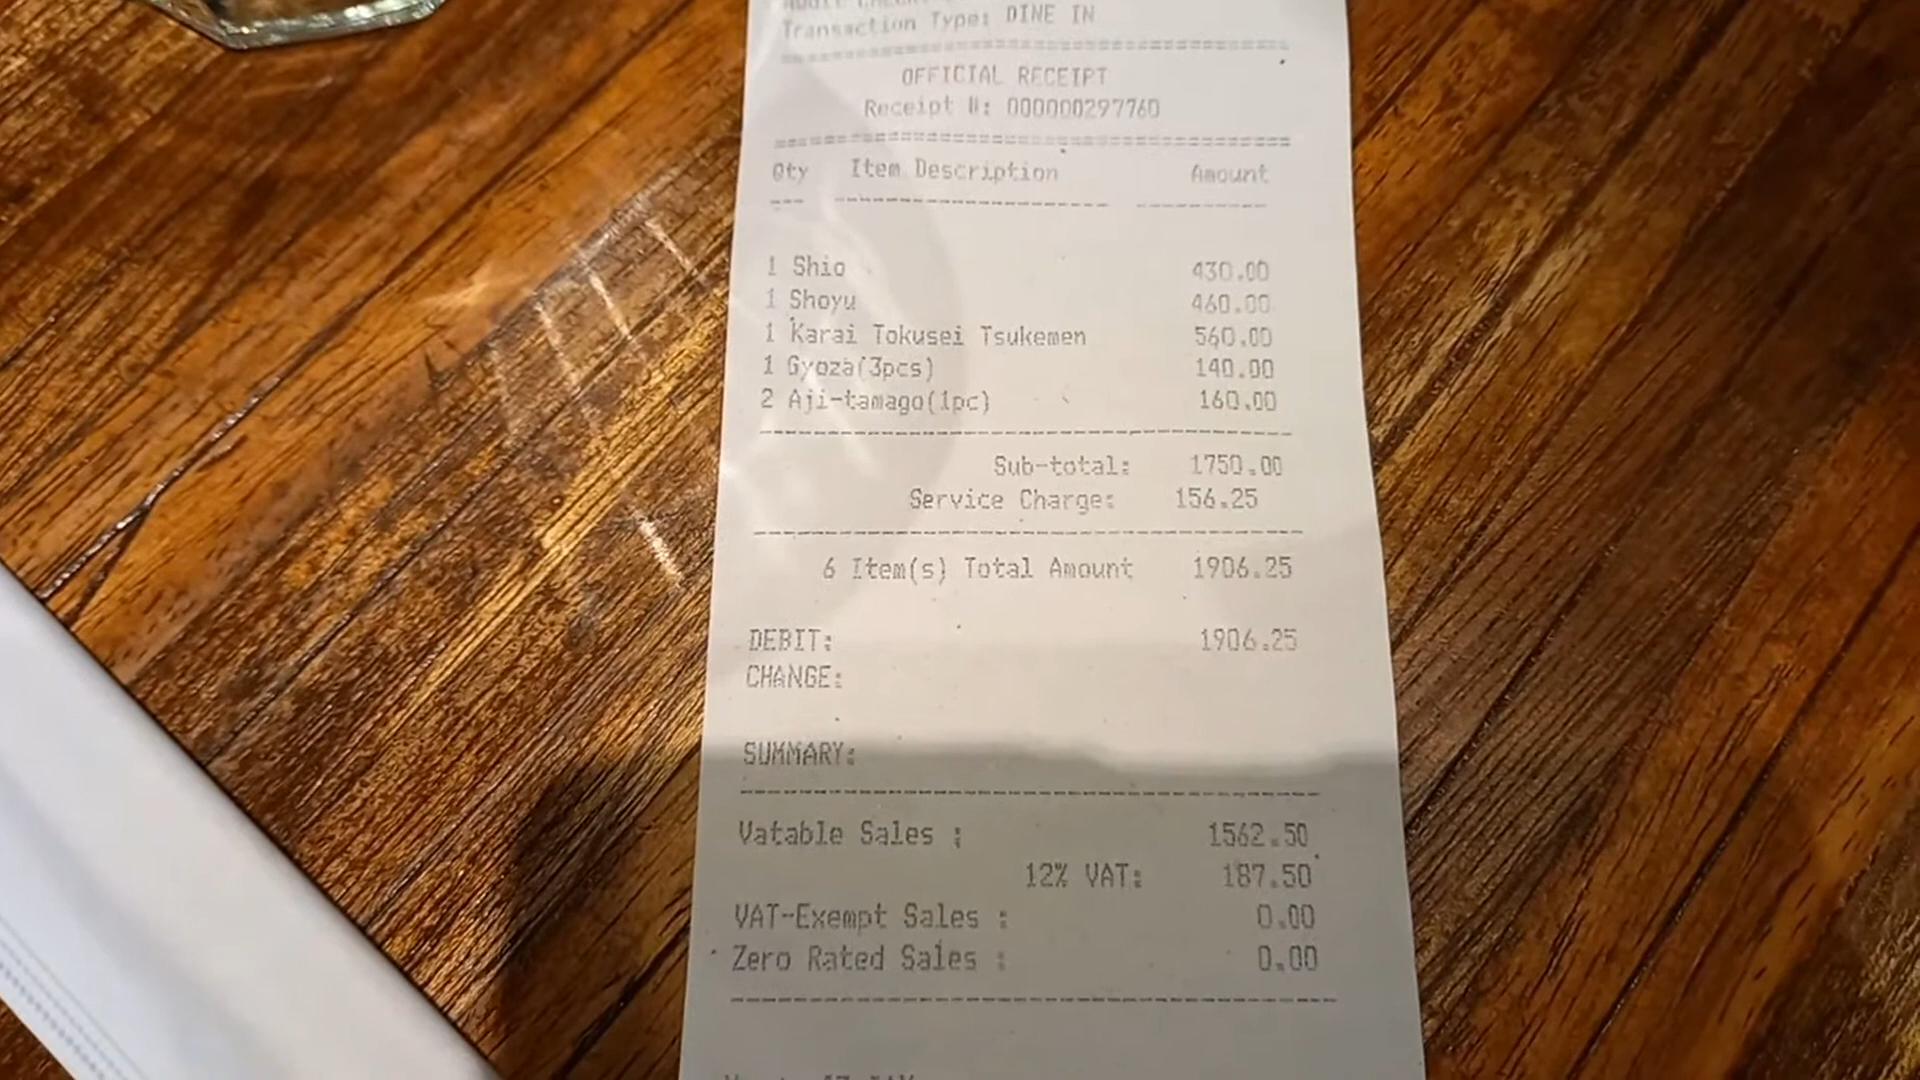 Transaction Type: DINE IN
OFFICIAL RECEIPT
Receipt #: 000000297760
Qty Item Description Amount
1 Shio 430.00
1 Shoyu 460.00
1 Karai Tokusei Tsukemen 560.00
1 Gyoza(3pcs) 140.00
2 Aji-tamago(1pc) 160.00
Sub-total: 1750.00
Service Charge: 156.25
6 Item(s) Total Amount 1906.25
DEBIT: 1906.25
CHANGE:
SUMMARY:
Vatable Sales : 1562.50
12% VAT: 187.50
VAT-Exempt Sales : 0.00
Zero Rated Sales : 0.00